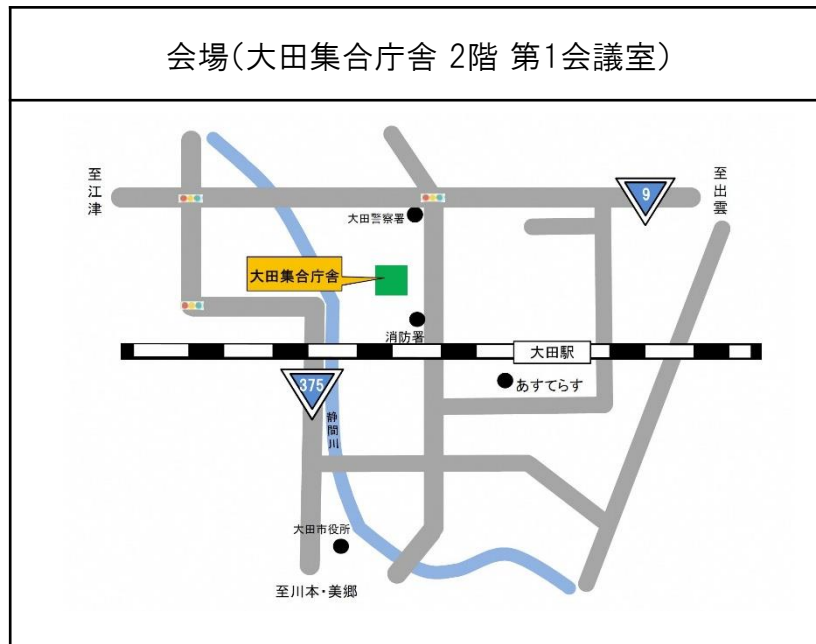 会場（大田集合庁舎 2階 第1会議室）
至江津
至出雲
9
大田警察署
大田集合庁舎
消防署
大田駅
あすてらす
375
静間川
大田市役所
至川本・美郷